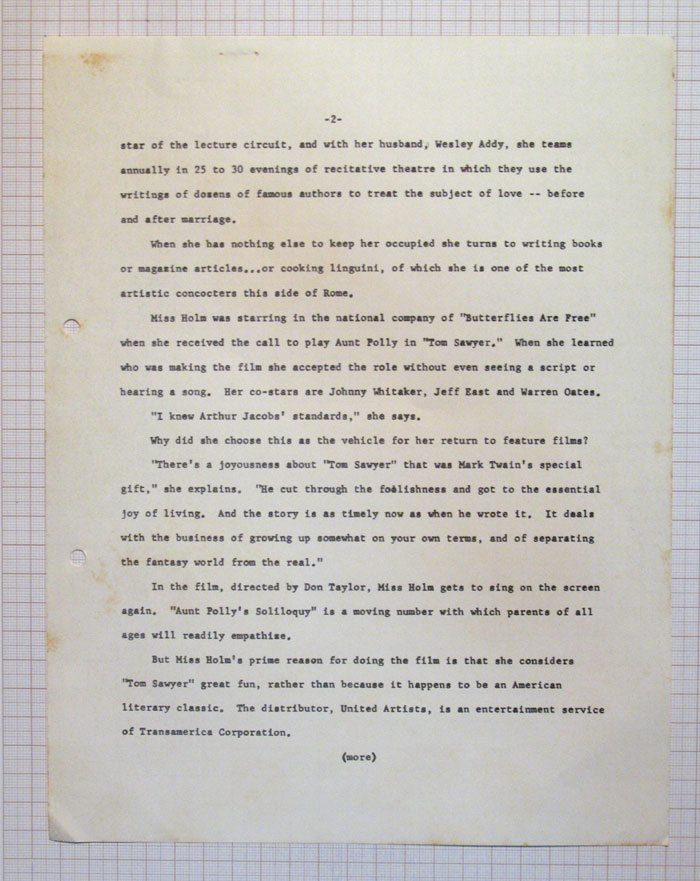 -2-
star of the lecture circuit, and with her husband, Wesley Addy, she teams
annually in 25 to 30 evenings of recitative theatre in which they use the
writings of dozens of famous authors to treat the subject of love -- before
and after marriage.
When she has nothing else to keep her occupied she turns to writing books
or magazine articles...or cooking linguini, of which she is one of the most
artistic concocters this side of Rome.
Miss Holm was starring in the national company of "Butterflies Are Free"
when she received the call to play Aunt Polly in "Tom Sawyer." When she learned
who was making the film she accepted the role without even seeing a script or
hearing a song. Her co-stars are Johnny Whitaker, Jeff East and Warren Oates.
"I knew Arthur Jacobs' standards," she says.
Why did she choose this as the vehicle for her return to feature films?
"There's a joyousness about "Tom Sawyer" that was Mark Twain's special
gift," she explains. "He cut through the foolishness and got to the essential
joy of living. And the story is as timely now as when he wrote it. It deals
with the business of growing up somewhat on your own terms, and of separating
the fantasy world from the real."
In the film, directed by Don Taylor, Miss Holm gets to sing on the screen
again. "Aunt Polly's Soliloquy" is a moving number with which parents of all
ages will readily empathize.
But Miss Holm's prime reason for doing the film is that she considers
"Tom Sawyer" great fun, rather than because it happens to be an American
literary classic. The distributor, United Artists, is an entertainment service
of Transamerica Corporation.
(more)